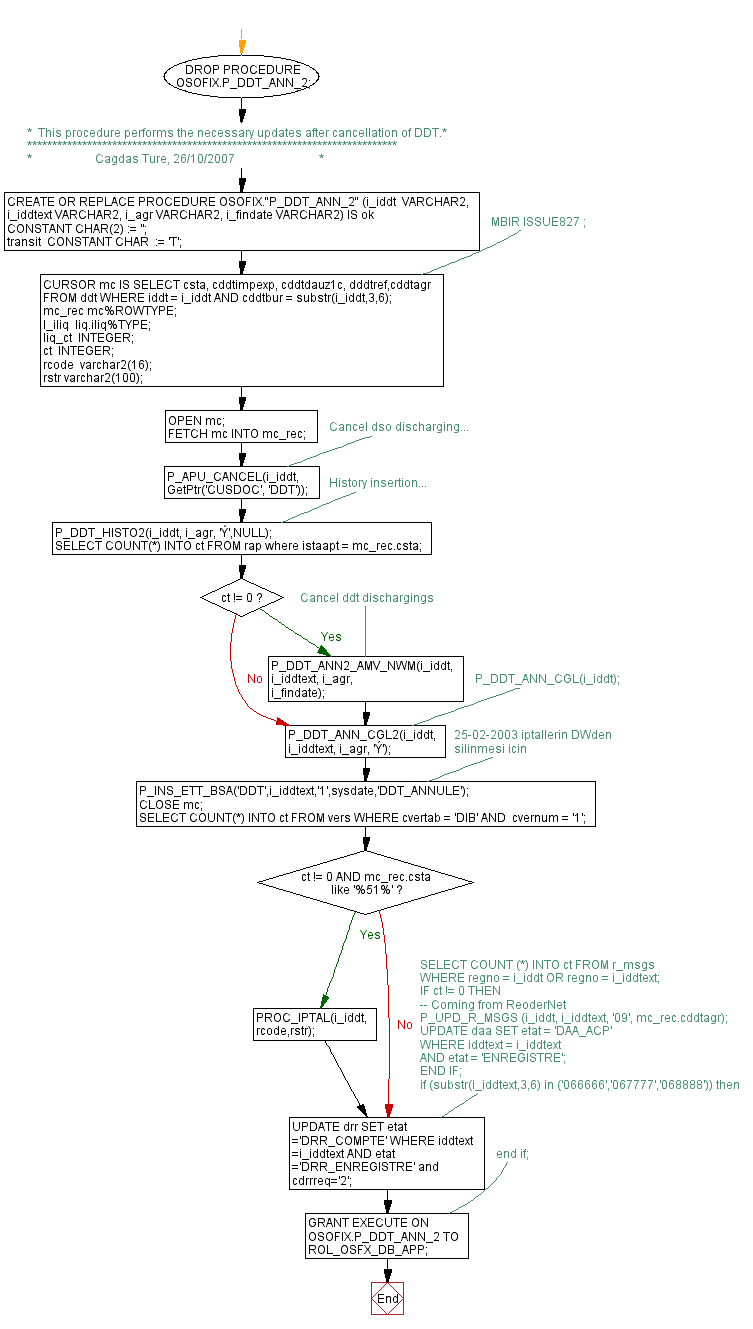 DROP PROCEDURE
OSOFIX.P_DDT_ANN_2;
* This procedure performs the necessary updates after cancellation of DDT.*
**************************************************************************
* Cagdas Ture, 26/10/2007 *
CREATE OR REPLACE PROCEDURE OSOFIX."P_DDT_ANN_2" (i_iddt VARCHAR2,
i_iddtext VARCHAR2, i_agr VARCHAR2, i_findate VARCHAR2) IS ok
CONSTANT CHAR(2) := '';
transit CONSTANT CHAR := 'T';
MBIR ISSUE827 ;
CURSOR mc IS SELECT csta, cddtimpexp, cddtdauz1c, dddtref,cddtagr
FROM ddt WHERE iddt = i_iddt AND cddtbur = substr(i_iddt,3,6);
mc_rec mc%ROWTYPE;
l_iliq liq.iliq%TYPE;
liq_ct INTEGER;
ct INTEGER;
rcode varchar2(16);
rstr varchar2(100);
OPEN mc;
FETCH mc INTO mc_rec;
Cancel dso discharging...
P_APU_CANCEL(i_iddt,
GetPtr('CUSDOC', 'DDT'));
History insertion...
P_DDT_HISTO2(i_iddt, i_agr, 'Ý',NULL);
SELECT COUNT(*) INTO ct FROM rap where istaapt = mc_rec.csta;
ct != 0 ?
Cancel ddt dischargings
Yes
No
P_DDT_ANN2_AMV_NWM(i_iddt,
i_iddtext, i_agr,
i_findate);
P_DDT_ANN_CGL(i_iddt);
P_DDT_ANN_CGL2(i_iddt,
i_iddtext, i_agr, 'Ý');
25-02-2003 iptallerin DWden
silinmesi icin
P_INS_ETT_BSA('DDT',i_iddtext,'1',sysdate,'DDT_ANNULE');
CLOSE mc;
SELECT COUNT(*) INTO ct FROM vers WHERE cvertab = 'DIB' AND cvernum = '1';
ct != 0 AND mc_rec.csta
like '%51%' ?
Yes
No
PROC_IPTAL(i_iddt,
rcode,rstr);
SELECT COUNT (*) INTO ct FROM r_msgs
WHERE regno = i_iddt OR regno = i_iddtext;
IF ct != 0 THEN
-- Coming from ReoderNet
P_UPD_R_MSGS (i_iddt, i_iddtext, '09', mc_rec.cddtagr);
UPDATE daa SET etat = 'DAA_ACP'
WHERE iddtext = i_iddtext
AND etat = 'ENREGISTRE';
END IF;
if (substr(i_iddtext,3,6) in ('066666','067777','068888')) then
UPDATE drr SET etat
='DRR_COMPTE' WHERE iddtext
=i_iddtext AND etat
='DRR_ENREGISTRE' and
cdrrreq='2';
end if;
GRANT EXECUTE ON
OSOFIX.P_DDT_ANN_2 TO
ROL_OSFX_DB_APP;
End